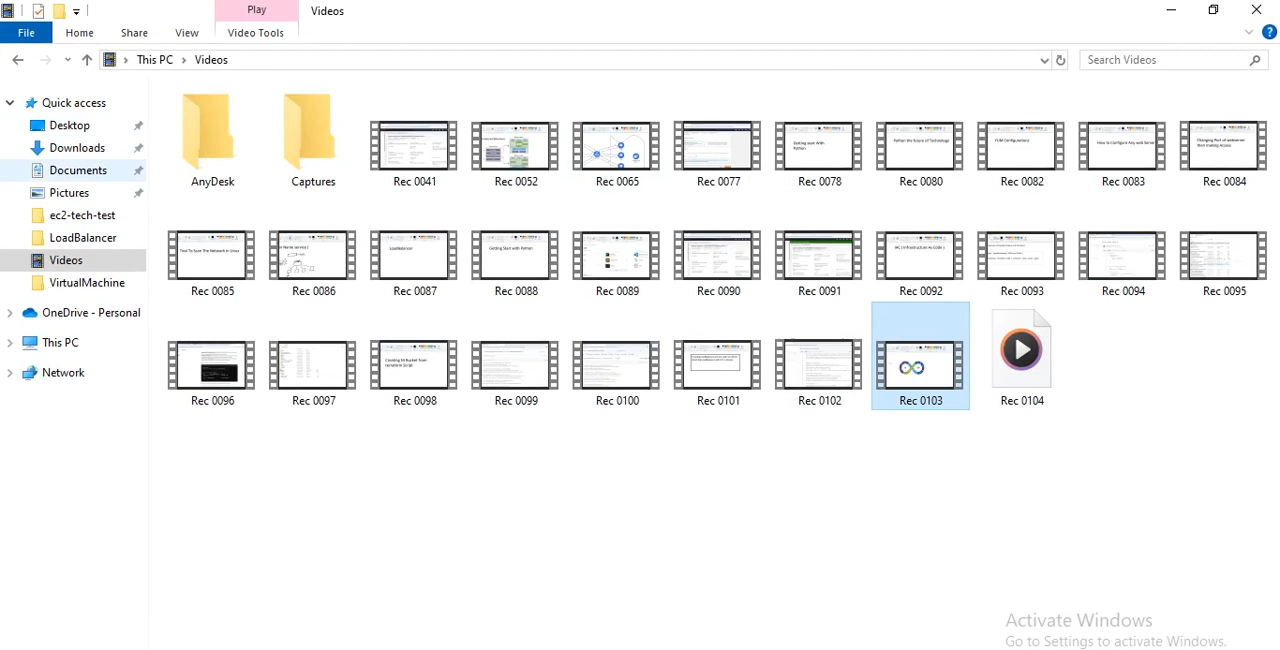 Play
Videos
File
Home
Share
View
Video Tools
This PC
Videos
Search Videos
Quick access
Desktop
Downloads
Documents
Pictures
ec2-tech-test
LoadBalancer
Videos
VirtualMachine
OneDrive - Personal
This PC
Network
AnyDesk
Captures
Rec 0041
Rec 0052
Rec 0065
Rec 0077
Rec 0078
Rec 0080
Rec 0082
Rec 0083
Rec 0084
Rec 0085
Rec 0086
Rec 0087
Rec 0088
Rec 0089
Rec 0090
Rec 0091
Rec 0092
Rec 0093
Rec 0094
Rec 0095
Rec 0096
Rec 0097
Rec 0098
Rec 0099
Rec 0100
Rec 0101
Rec 0102
Rec 0103
Rec 0104
Activate Windows
Go to Settings to activate Windows.